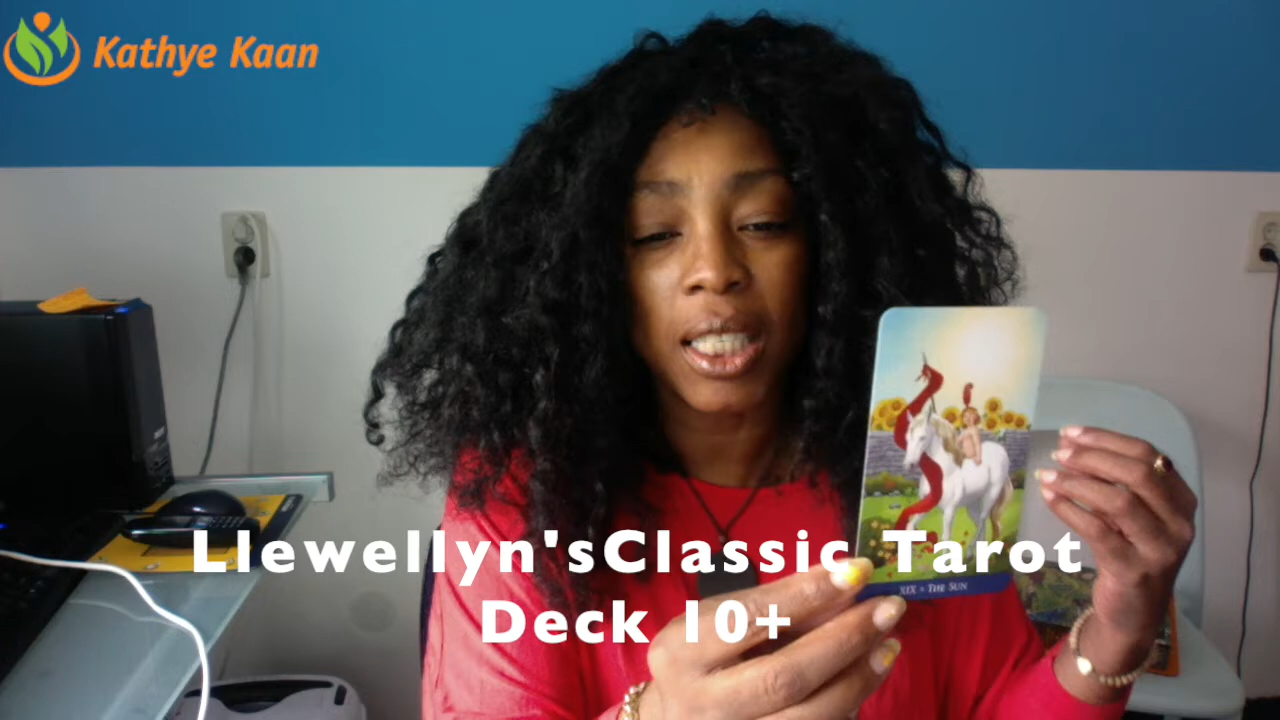 Kathye Kaan
Llewellyn'sClassic Tarot
Deck 10+
XIX • THE SUN